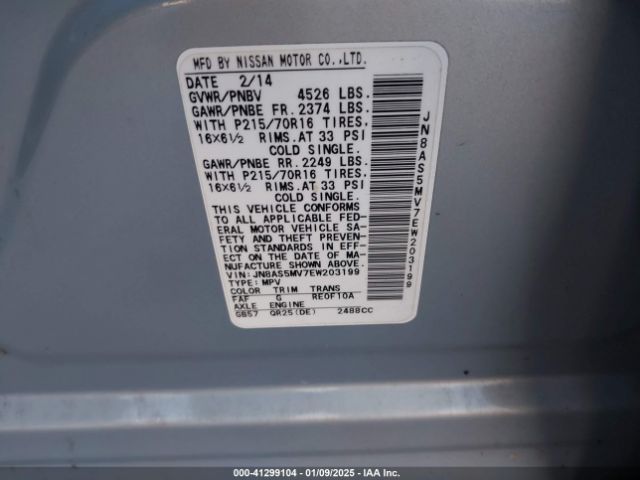 MFD BY NISSAN MOTOR CO.,LTD.
DATE 2/14
GVWR/PNBV 4526 LBS.
GAWR/PNBE FR. 2374 LBS.
WITH P215/70R16 TIRES.
16X6½ RIMS.AT 33 PSI
COLD SINGLE.
GAWR/PNBE RR. 2249 LBS.
WITH P215/70R16 TIRES.
16X6½ RIMS.AT 33 PSI
COLD SINGLE.
THIS VEHICLE CONFORMS
TO ALL APPLICABLE FED-
ERAL MOTOR VEHICLE SA-
FETY AND THEFT PREVEN-
TION STANDARDS IN EFF-
ECT ON THE DATE OF MA-
NUFACTURE SHOWN ABOVE.
VIN: JN8AS5MV7EW203199
TYPE: MPV
COLOR TRIM TRANS
FAF G RE0F10A
AXLE ENGINE
GB57 QR25(DE) 2488CC
JN8AS5MV7EW203199
000-41299104 - 01/09/2025 - IAA, Inc.